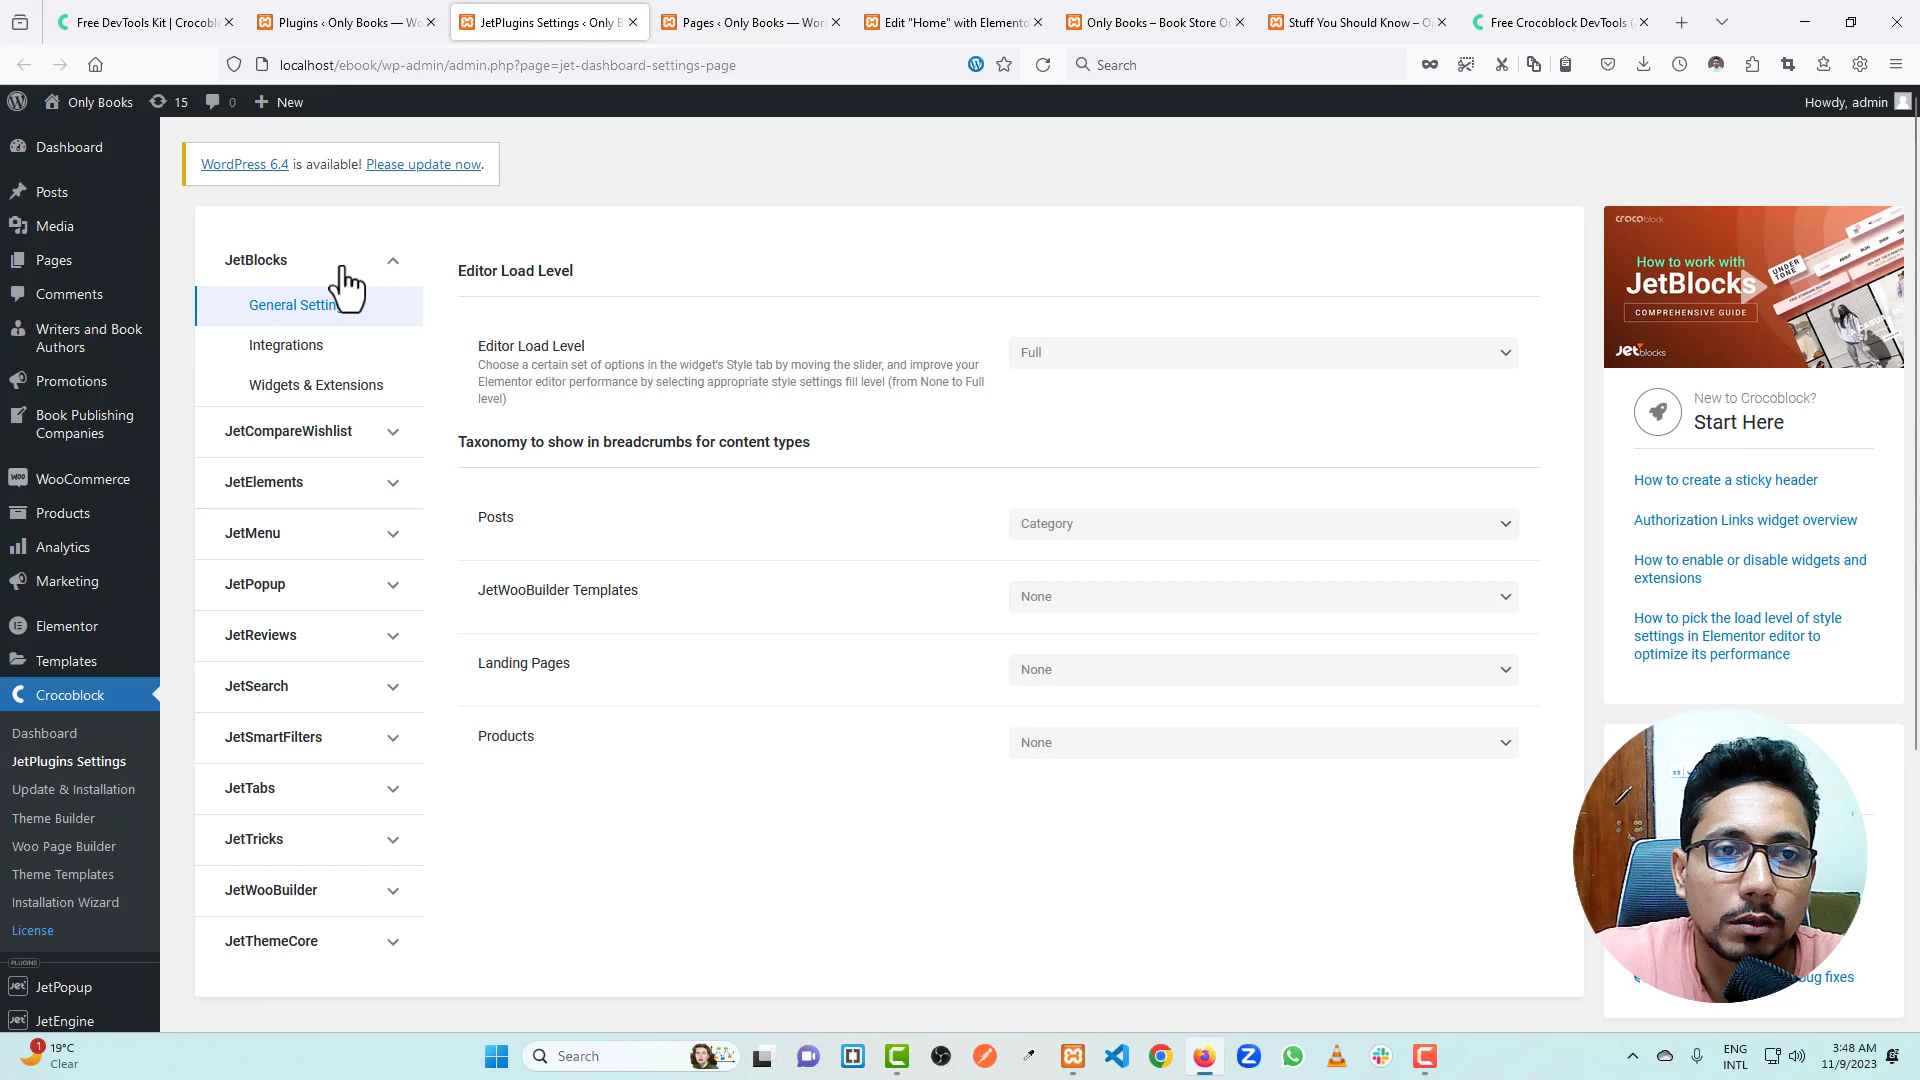 Free DevTools Kit | Crocobl
Plugins ‹ Only Books — Wo
JetPlugins Settings ‹ Only B
Pages ‹ Only Books — Wor
Edit "Home" with Elemento
Only Books – Book Store O
Stuff You Should Know – O
Free Crocoblock DevTools (
localhost/ebook/wp-admin/admin.php?page=jet-dashboard-settings-page
Search
Only Books
15
0
New
Howdy, admin
Dashboard
Posts
Media
Pages
Comments
Writers and Book
Authors
Promotions
Book Publishing
Companies
WooCommerce
Products
Analytics
Marketing
Elementor
Templates
Crocoblock
Dashboard
JetPlugins Settings
Update & Installation
Theme Builder
Woo Page Builder
Theme Templates
Installation Wizard
License
PLUGINS
JetPopup
JetEngine
WordPress 6.4 is available! Please update now.
JetBlocks
General Settin
Integrations
Widgets & Extensions
JetCompareWishlist
JetElements
JetMenu
JetPopup
JetReviews
JetSearch
JetSmartFilters
JetTabs
JetTricks
JetWooBuilder
JetThemeCore
Editor Load Level
Editor Load Level
Choose a certain set of options in the widget's Style tab by moving the slider, and improve your
Elementor editor performance by selecting appropriate style settings fill level (from None to Full
level)
Full
Taxonomy to show in breadcrumbs for content types
Posts
Category
JetWooBuilder Templates
None
Landing Pages
None
Products
None
crocoblock
How to work with
JetBlocks
COMPREHENSIVE GUIDE
Jetblocks
UNDER
TONE
New to Crocoblock?
Start Here
How to create a sticky header
Authorization Links widget overview
How to enable or disable widgets and
extensions
How to pick the load level of style
settings in Elementor editor to
optimize its performance
bug fixes
1
19°C
Clear
Search
ENG
INTL
3:48 AM
11/9/2023